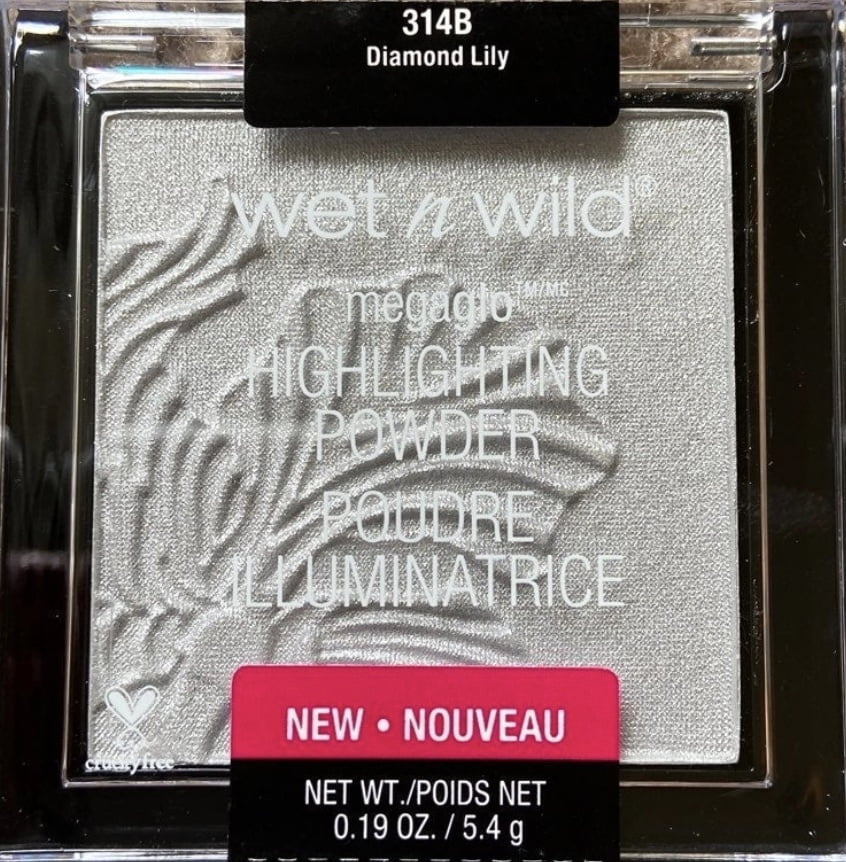 314B
Diamond Lily
wet n wild®
megaglo™/MC
HIGHLIGHTING
POWDER
POUDRE
ILLUMINATRICE
crueltyfree
NEW • NOUVEAU
NET WT./POIDS NET
0.19 OZ. / 5.4 g